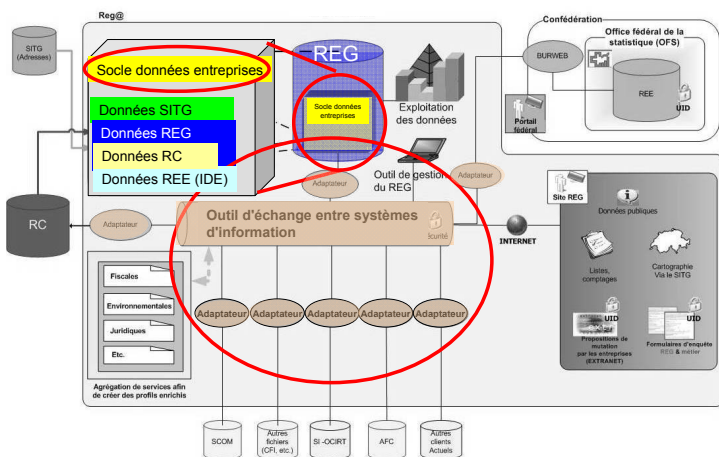 Reg@
Confédération
Office fédéral de la
statistique (OFS)
SITG
(Adresses)
REG
BURWEB
REE
UID
Portail
fédéral
Socle données entreprises
Socle données
entreprises
Exploitation
des données
Données SITG
Données REG
Données RC
Données REE (IDE)
Adaptateur
Outil de gestion
du REG
Adaptateur
Site REG
Données publiques
RC
Adaptateur
Outil d'échange entre systèmes
d'information
écurité
INTERNET
Listes,
comptages
Cartographie
Via le SITG
Fiscales
Environnementales
Juridiques
Etc.
Adaptateur
Adaptateur
Adaptateur
Adaptateur
Adaptateur
UID
UID
Propositions de
mutation
par les entreprises
(EXTRANET)
Formulaires d'enquête
REG & métier
Agrégation de services afin
de créer des profils enrichis
SCOM
Autres
fichiers
(CFI, etc.)
SI -OCIRT
AFC
Autres
clients
Actuels